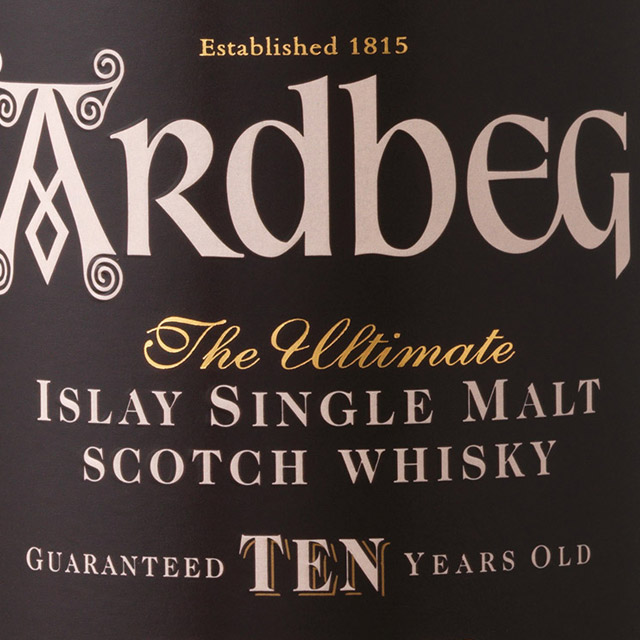 Established 1815
ARdbEG
The Ultimate
ISLAY SINGLE MALT
SCOTCH WHISKY
GUARANTEED TEN YEARS OLD